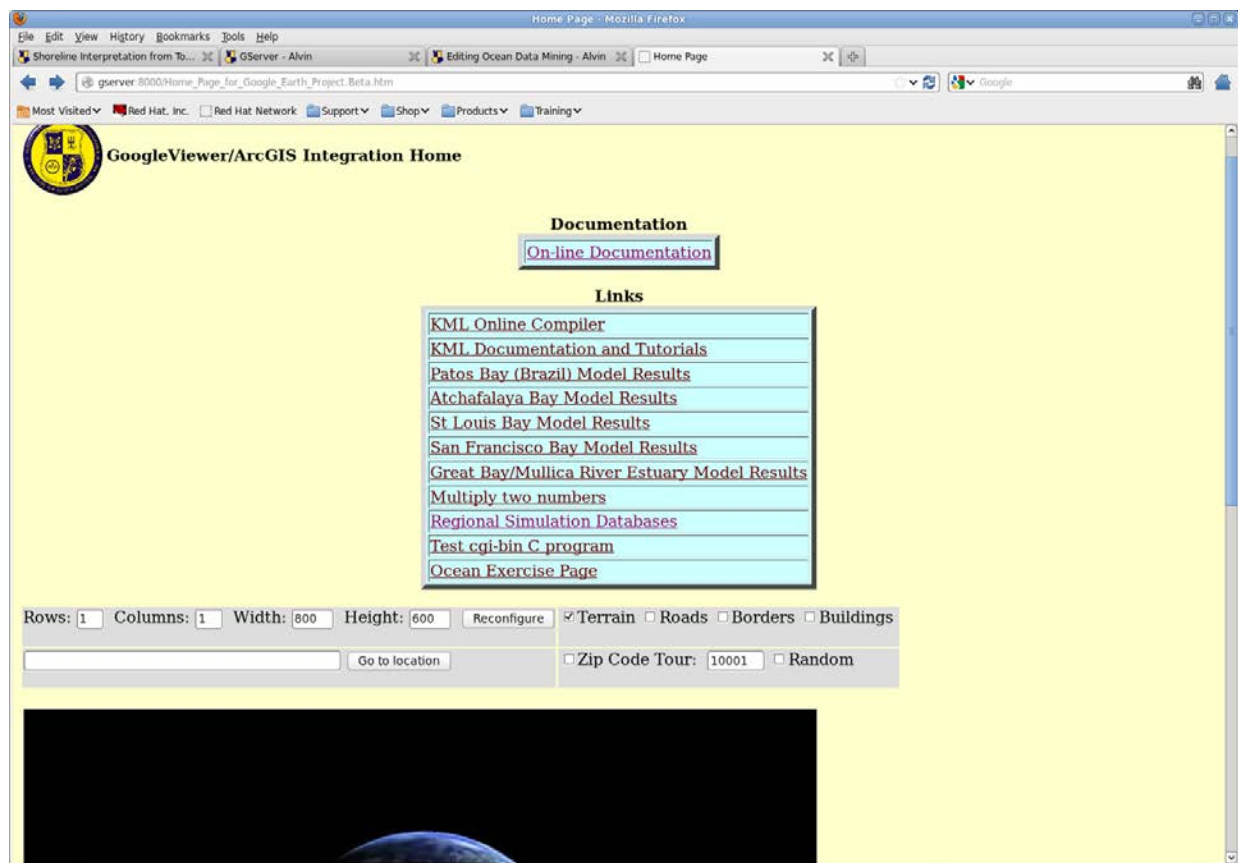 Home Page - Mozilla Firefox
File Edit View History Bookmarks Tools Help
Shoreline Interpretation from To... GServer - Alvin Editing Ocean Data Mining - Alvin Home Page
gserver:8000/Home_Page_for_Google_Earth_Project.Beta.htm Google
Most Visited Red Hat, Inc. Red Hat Network Support Shop Products Training
GoogleViewer/ArcGIS Integration Home
Documentation
On-line Documentation
Links
KML Online Compiler
KML Documentation and Tutorials
Patos Bay (Brazil) Model Results
Atchafalaya Bay Model Results
St Louis Bay Model Results
San Francisco Bay Model Results
Great Bay/Mullica River Estuary Model Results
Multiply two numbers
Regional Simulation Databases
Test cgi-bin C program
Ocean Exercise Page
Rows: 1 Columns: 1 Width: 800 Height: 600 Reconfigure Terrain Roads Borders Buildings
Go to location Zip Code Tour: 10001 Random